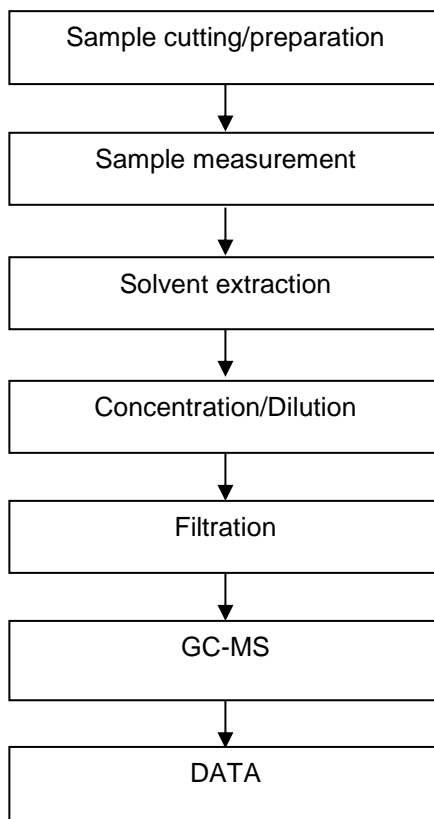 Sample cutting/preparation
Sample measurement
Solvent extraction
Concentration/Dilution
Filtration
GC-MS
DATA